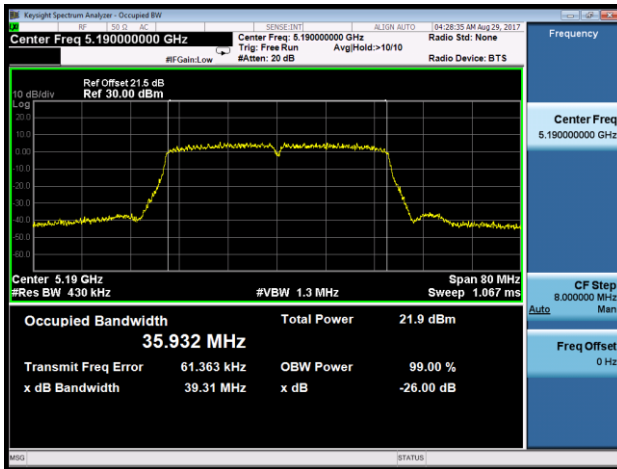 Keysight Spectrum Analyzer - Occupied BW
RF 50 Ω AC SENSE:INT ALIGN AUTO 04:28:35 AM Aug 29, 2017
Center Freq 5.190000000 GHz
Center Freq: 5.190000000 GHz
Radio Std: None
Trig: Free Run Avg|Hold:>10/10
#IFGain:Low #Atten: 20 dB Radio Device: BTS
Ref Offset 21.5 dB
10 dB/div Ref 30.00 dBm
Log
20.0
10.0
0.00
-10.0
-20.0
-30.0
-40.0
-50.0
-60.0
Center 5.19 GHz Span 80 MHz
#Res BW 430 kHz #VBW 1.3 MHz Sweep 1.067 ms
Occupied Bandwidth Total Power 21.9 dBm
35.932 MHz
Transmit Freq Error 61.363 kHz OBW Power 99.00 %
x dB Bandwidth 39.31 MHz x dB -26.00 dB
MSG STATUS
Frequency
Center Freq
5.190000000 GHz
CF Step
8.000000 MHz
Auto Man
Freq Offset
0 Hz